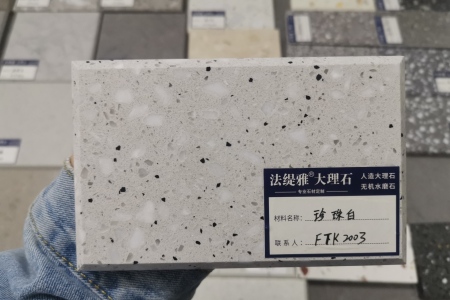 法缇雅®大理石
专业石材定制
人造大理石
无机水磨石
材料名称: 珍珠白
联系人: FTK2003